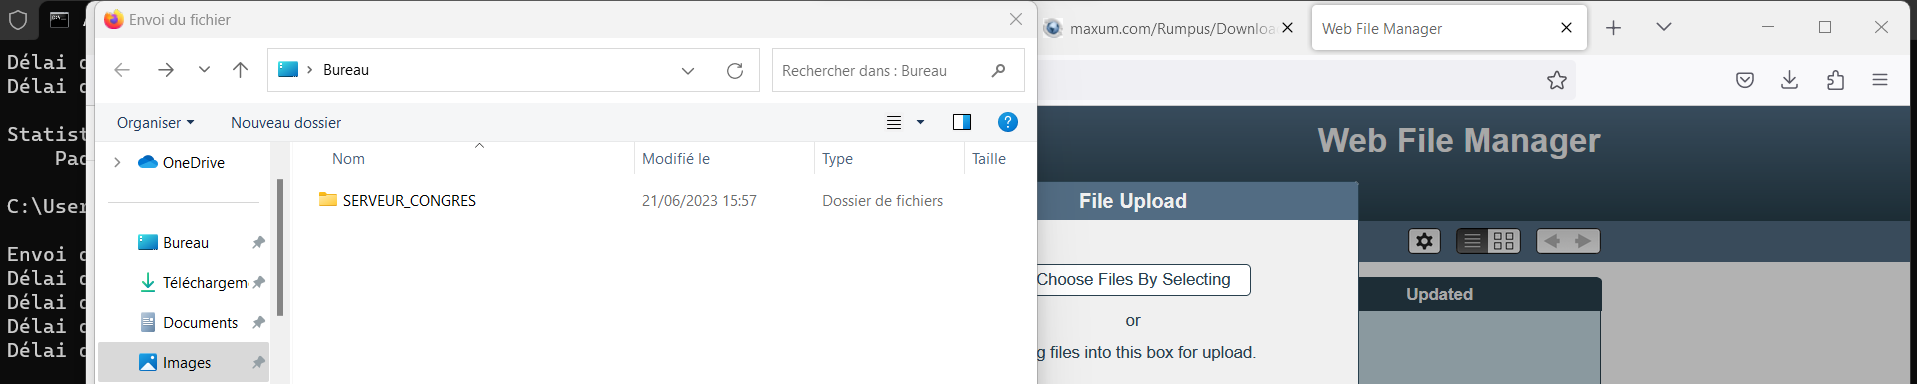 Envoi du fichier
maxum.com/Rumpus/Downloa
Web File Manager
Délai d
Délai d
Statist
Paq
C:\User
Envoi d
Délai d
Délai d
Délai d
Délai d
Bureau
Rechercher dans : Bureau
Organiser
Nouveau dossier
OneDrive
Bureau
Téléchargem
Documents
Images
Nom
Modifié le
Type
Taille
SERVEUR_CONGRES
21/06/2023 15:57
Dossier de fichiers
Web File Manager
File Upload
Choose Files By Selecting
or
g files into this box for upload.
Updated